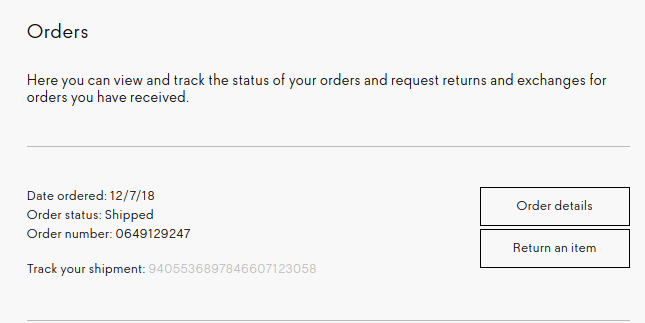 Orders
Here you can view and track the status of your orders and request returns and exchanges for
orders you have received.
Date ordered: 12/7/18
Order status: Shipped
Order number: 0649129247
Track your shipment: 9405536897846607123058
Order details
Return an item